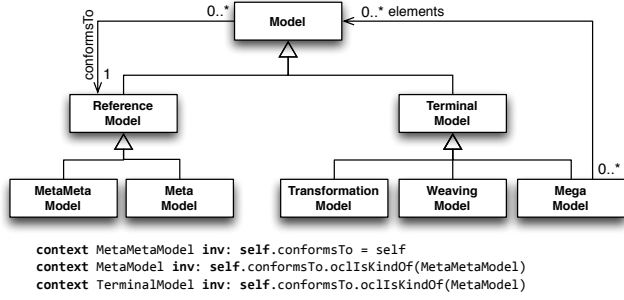 0..*
Model
0..* elements
conformsTo
1
Reference
Model
Terminal
Model
MetaMeta
Model
Meta
Model
Transformation
Model
Weaving
Model
Mega
Model
0..*
context MetaMetaModel inv: self.conformsTo = self
context MetaModel inv: self.conformsTo.oclIsKindOf(MetaMetaModel)
context TerminalModel inv: self.conformsTo.oclIsKindOf(MetaModel)